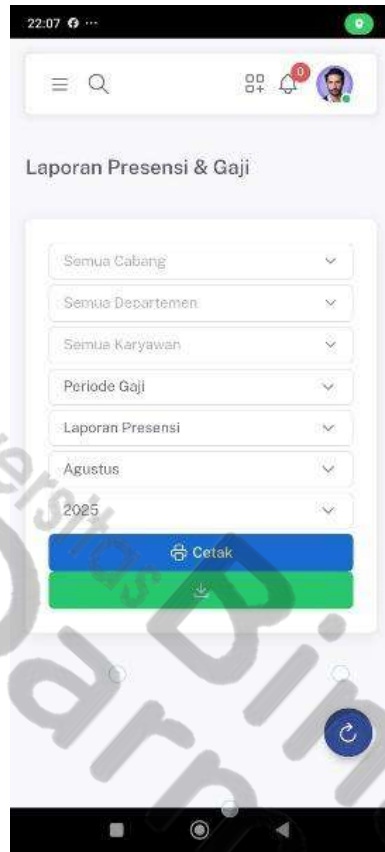 22:07
0
Laporan Presensi & Gaji
Semua Cabang
Semua Departemen
Semua Karyawan
Periode Gaji
Laporan Presensi
Agustus
2025
Cetak